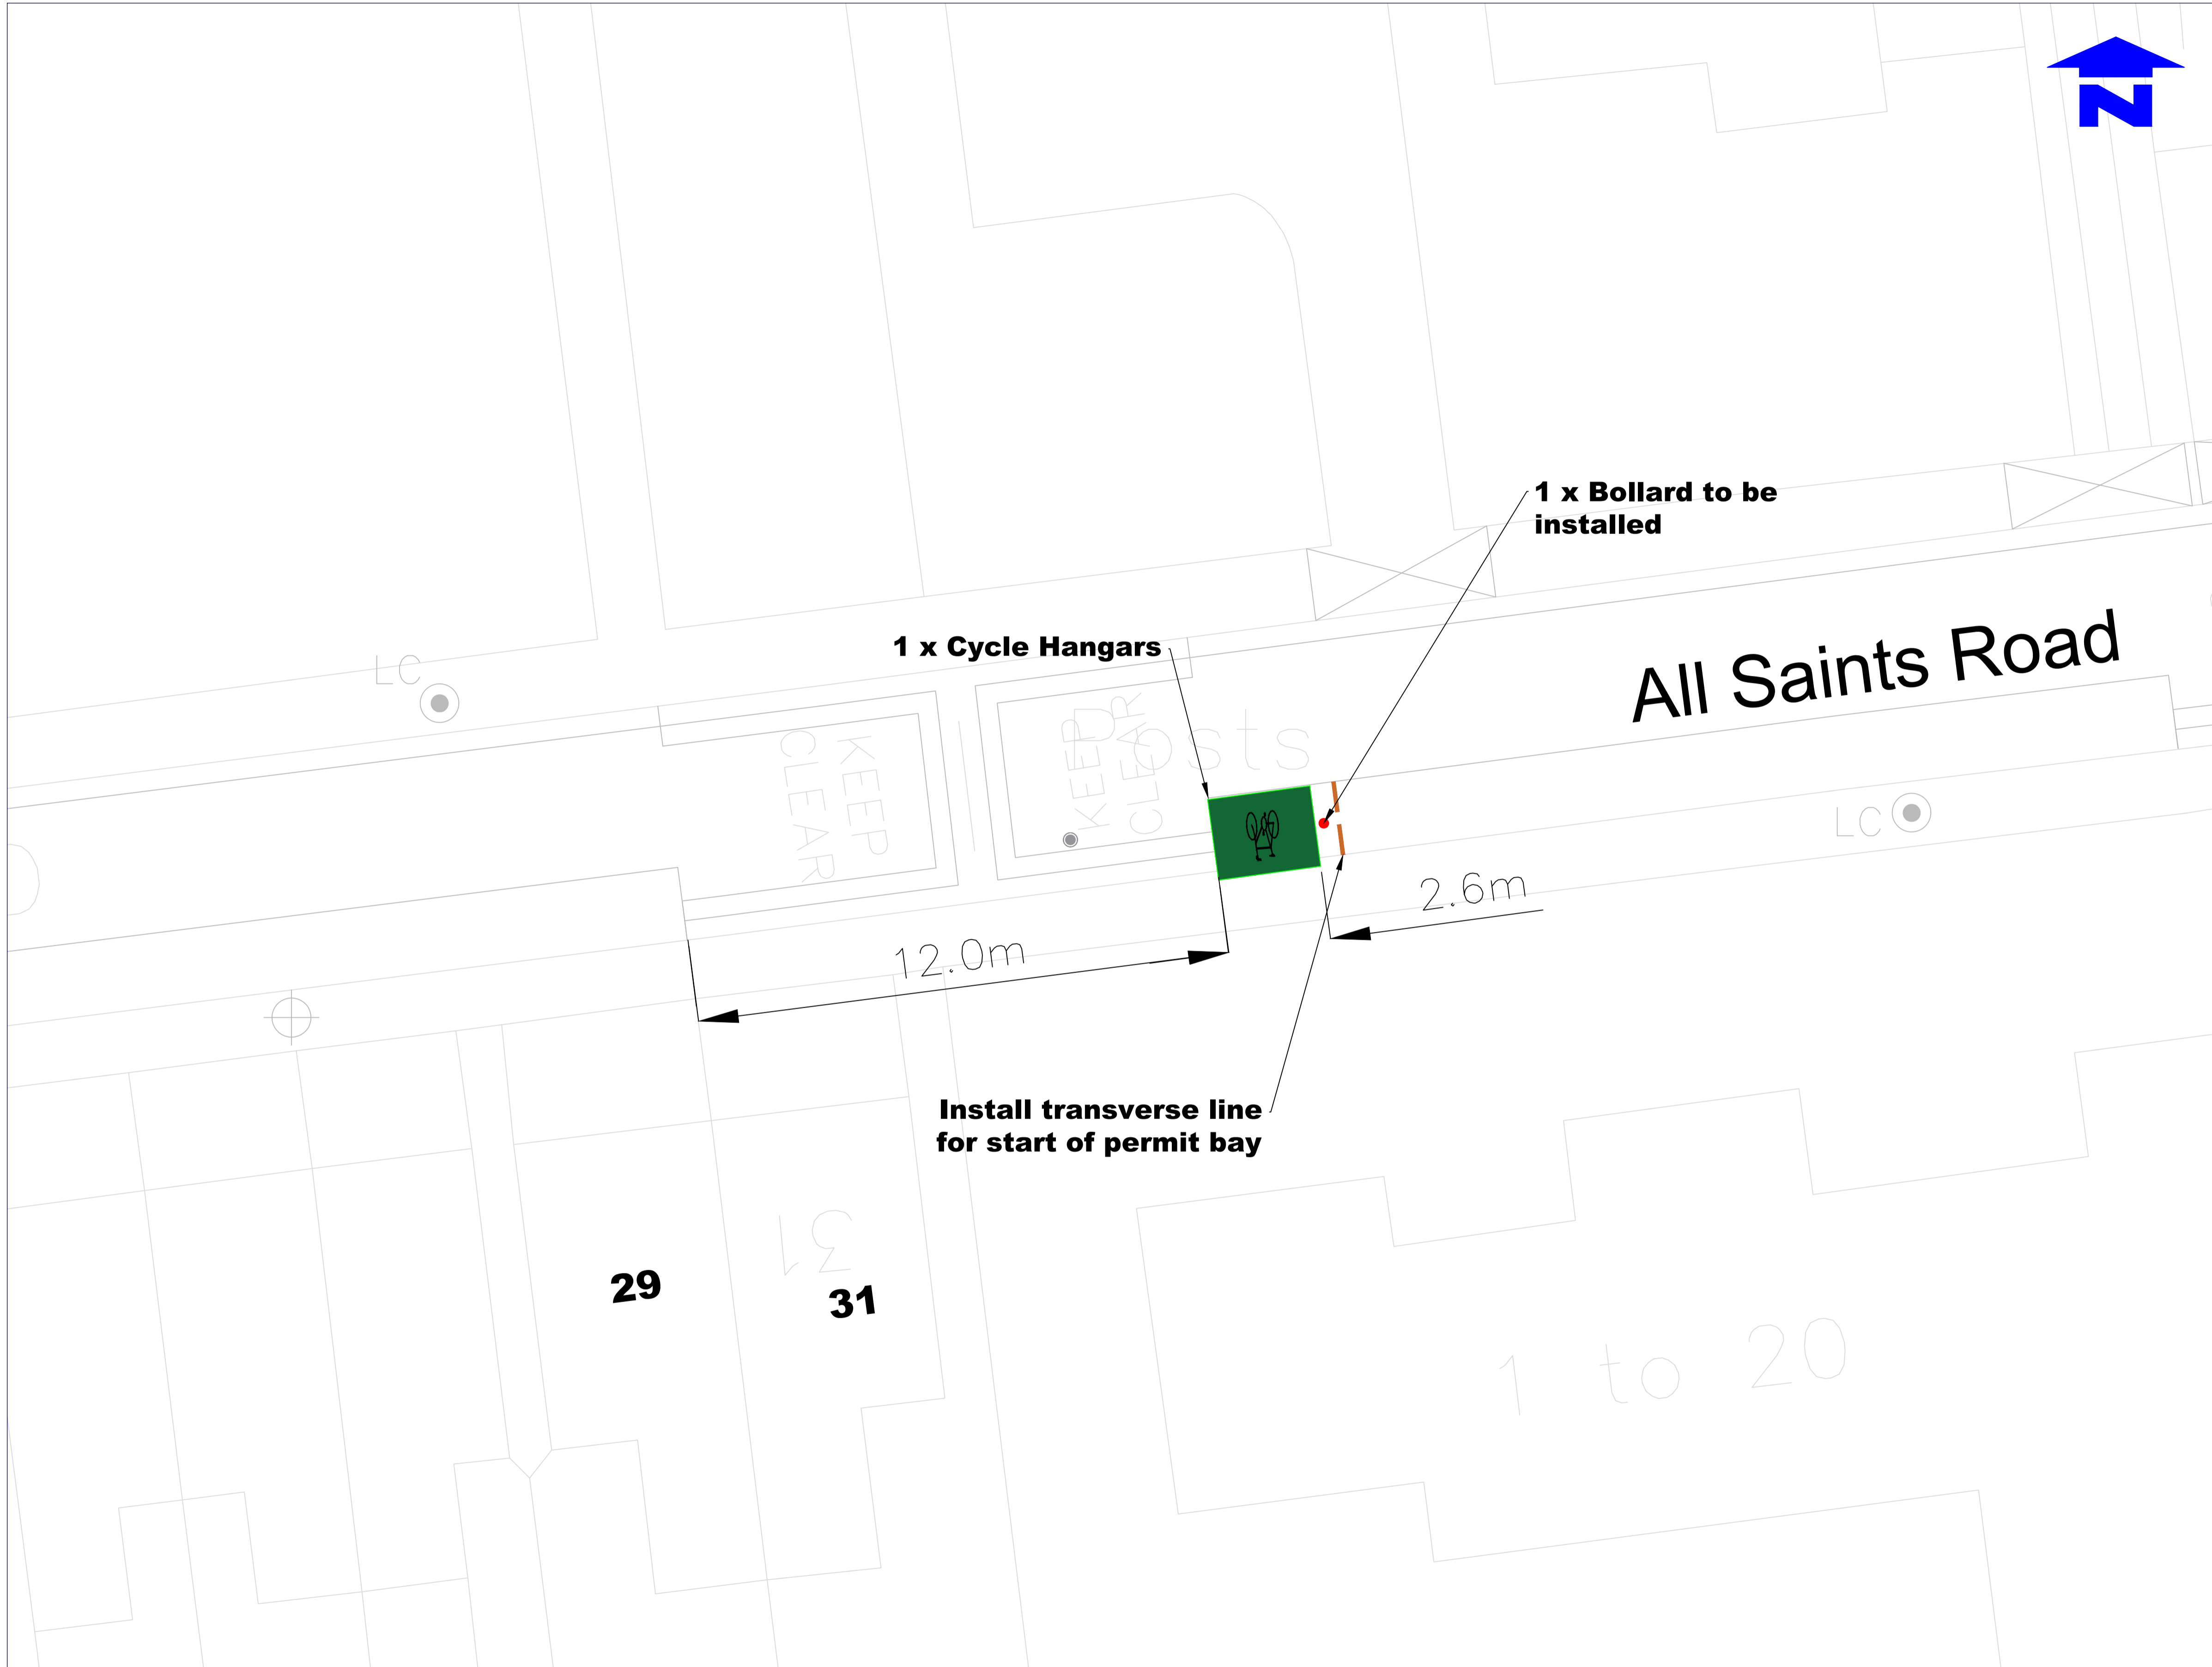 N
1 x Bollard to be
installed
1 x Cycle Hangars
All Saints Road
LC
Posts
KEEP
CLEAR
KEEP
CLEAR
LC
2.6m
12.0m
Install transverse line
for start of permit bay
31
29
31
1 to 20